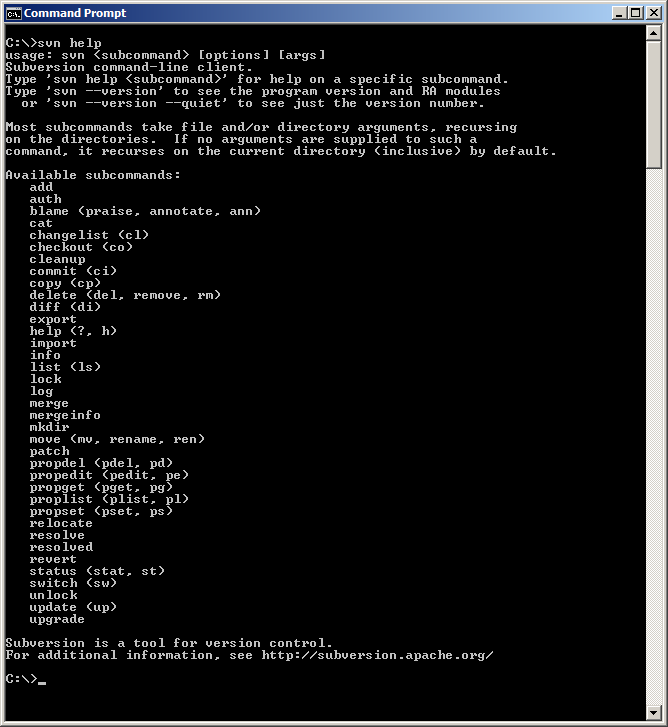 Command Prompt
C:\>svn help
usage: svn <subcommand> [options] [args]
Subversion command-line client.
Type 'svn help <subcommand>' for help on a specific subcommand.
Type 'svn --version' to see the program version and RA modules
  or 'svn --version --quiet' to see just the version number.

Most subcommands take file and/or directory arguments, recursing
on the directories.  If no arguments are supplied to such a
command, it recurses on the current directory (inclusive) by default.

Available subcommands:
   add
   auth
   blame (praise, annotate, ann)
   cat
   changelist (cl)
   checkout (co)
   cleanup
   commit (ci)
   copy (cp)
   delete (del, remove, rm)
   diff (di)
   export
   help (?, h)
   import
   info
   list (ls)
   lock
   log
   merge
   mergeinfo
   mkdir
   move (mv, rename, ren)
   patch
   propdel (pdel, pd)
   propedit (pedit, pe)
   propget (pget, pg)
   proplist (plist, pl)
   propset (pset, ps)
   relocate
   resolve
   resolved
   revert
   status (stat, st)
   switch (sw)
   unlock
   update (up)
   upgrade

Subversion is a tool for version control.
For additional information, see http://subversion.apache.org/

C:\>_